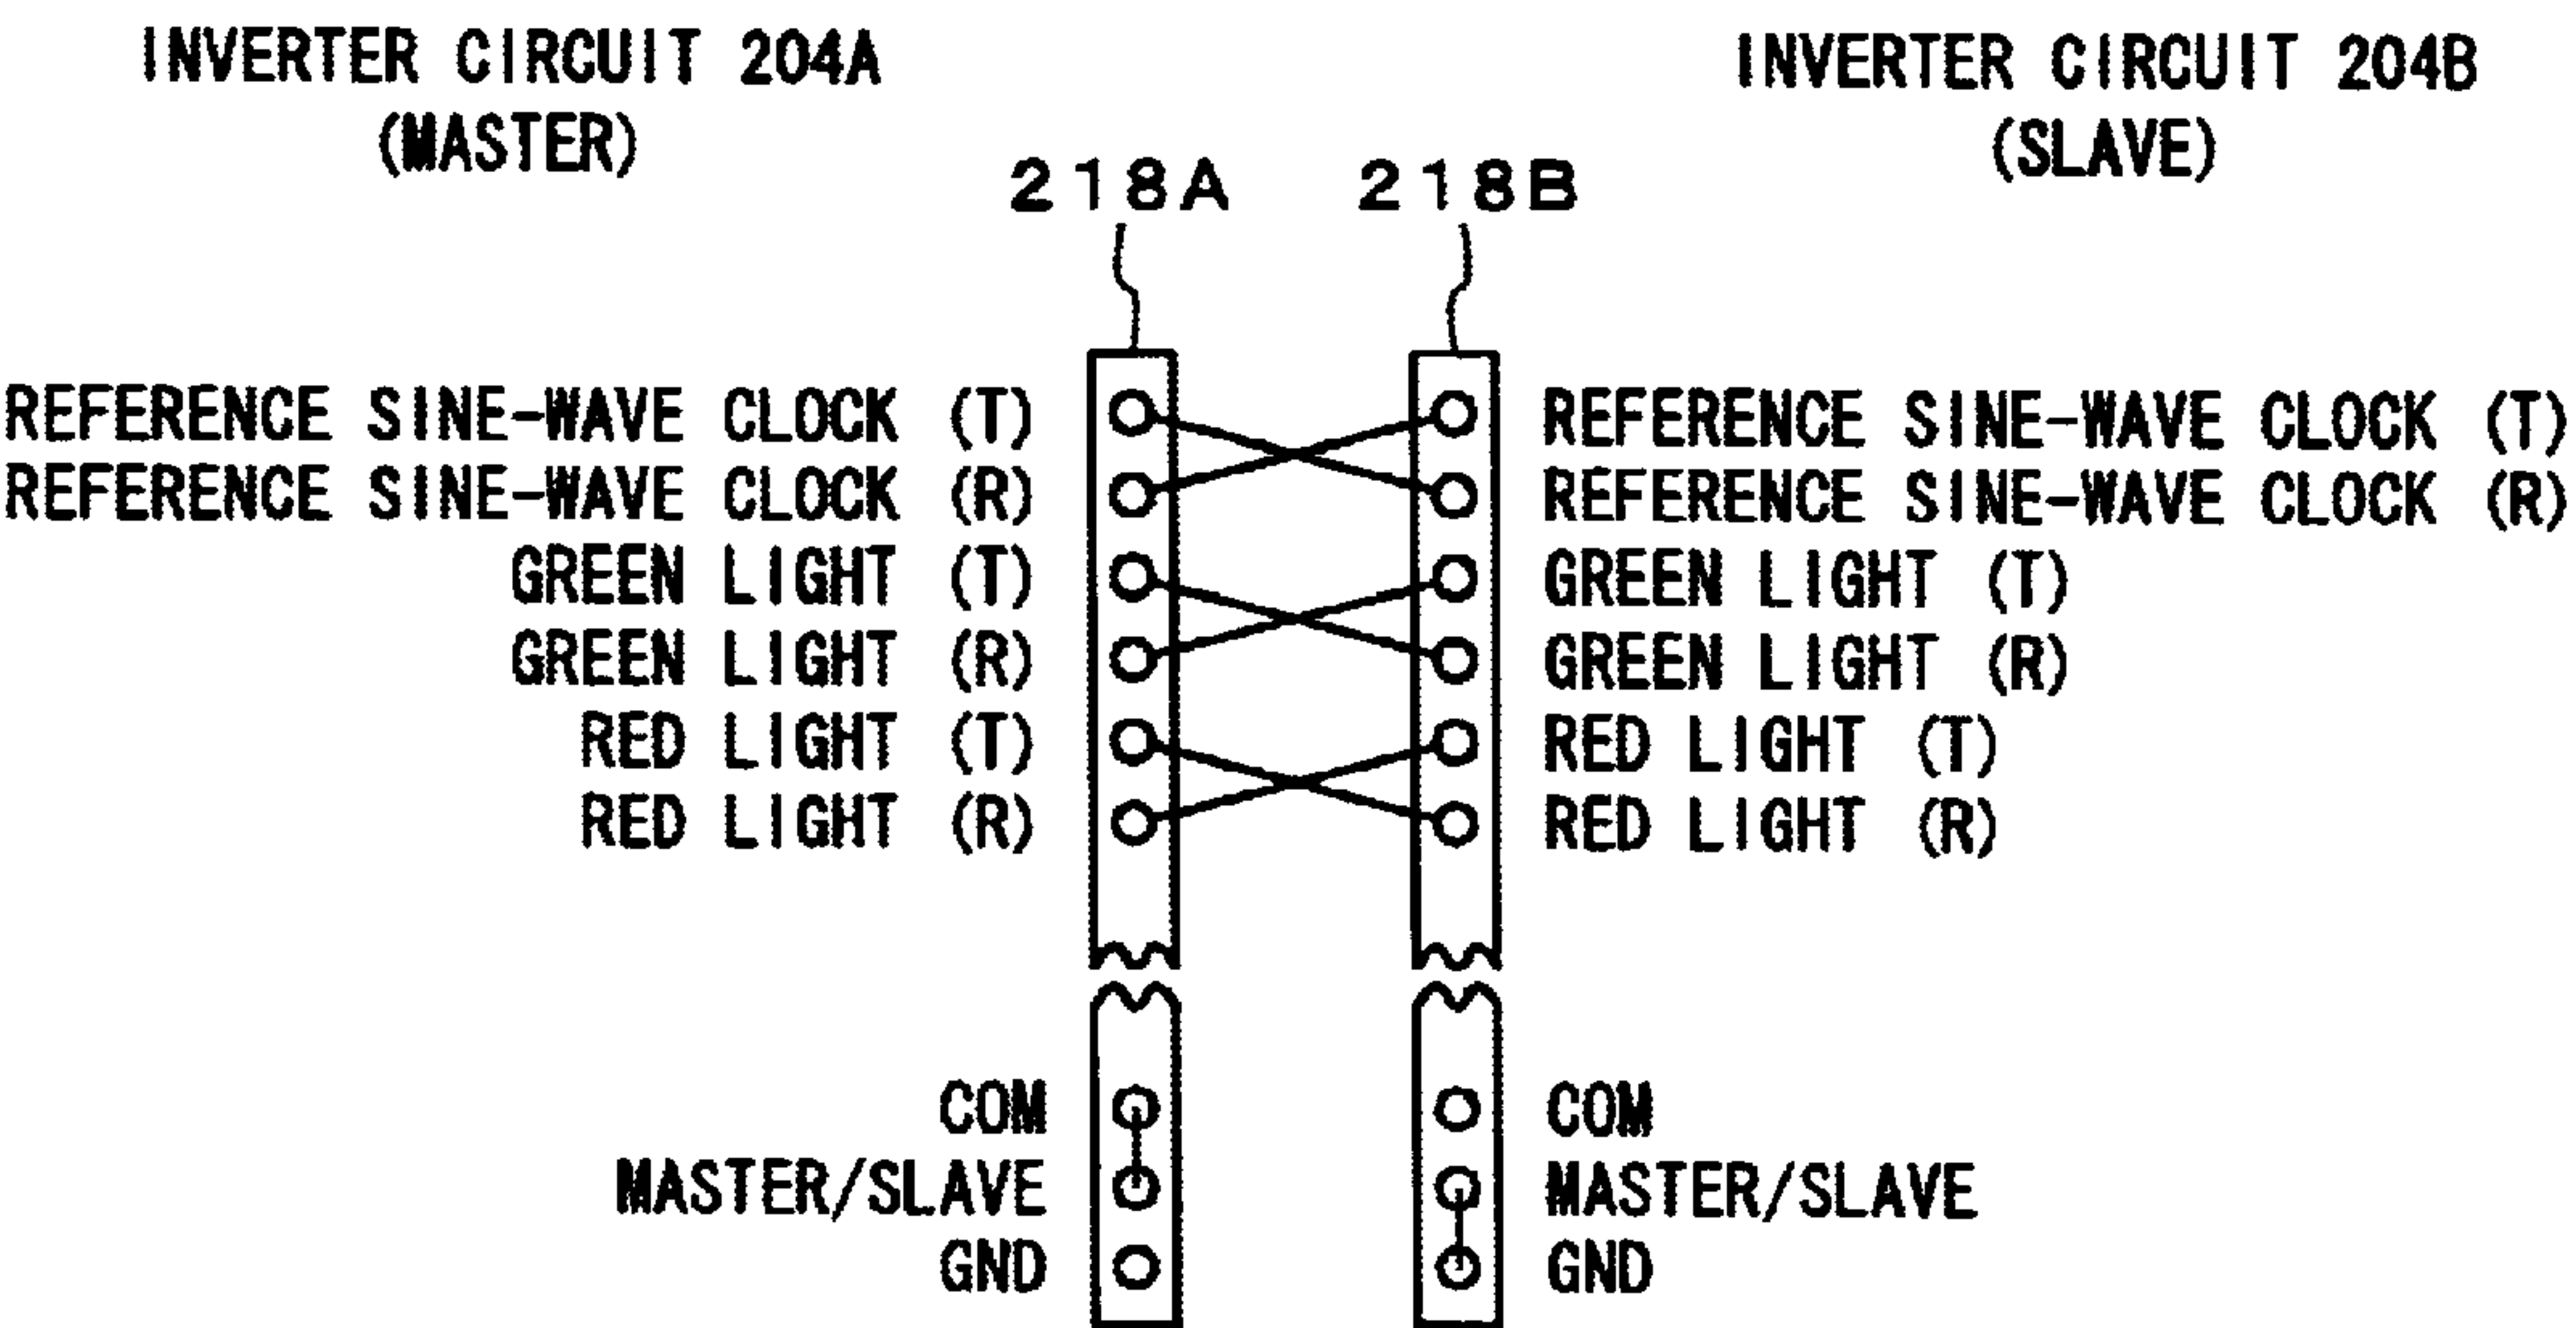 INVERTER CIRCUIT 204A
(MASTER)
INVERTER CIRCUIT 204B
(SLAVE)
218A
218B
REFERENCE SINE-WAVE CLOCK (T)
REFERENCE SINE-WAVE CLOCK (R)
GREEN LIGHT (T)
GREEN LIGHT (R)
RED LIGHT (T)
RED LIGHT (R)
COM
MASTER/SLAVE
GND
REFERENCE SINE-WAVE CLOCK (T)
REFERENCE SINE-WAVE CLOCK (R)
GREEN LIGHT (T)
GREEN LIGHT (R)
RED LIGHT (T)
RED LIGHT (R)
COM
MASTER/SLAVE
GND